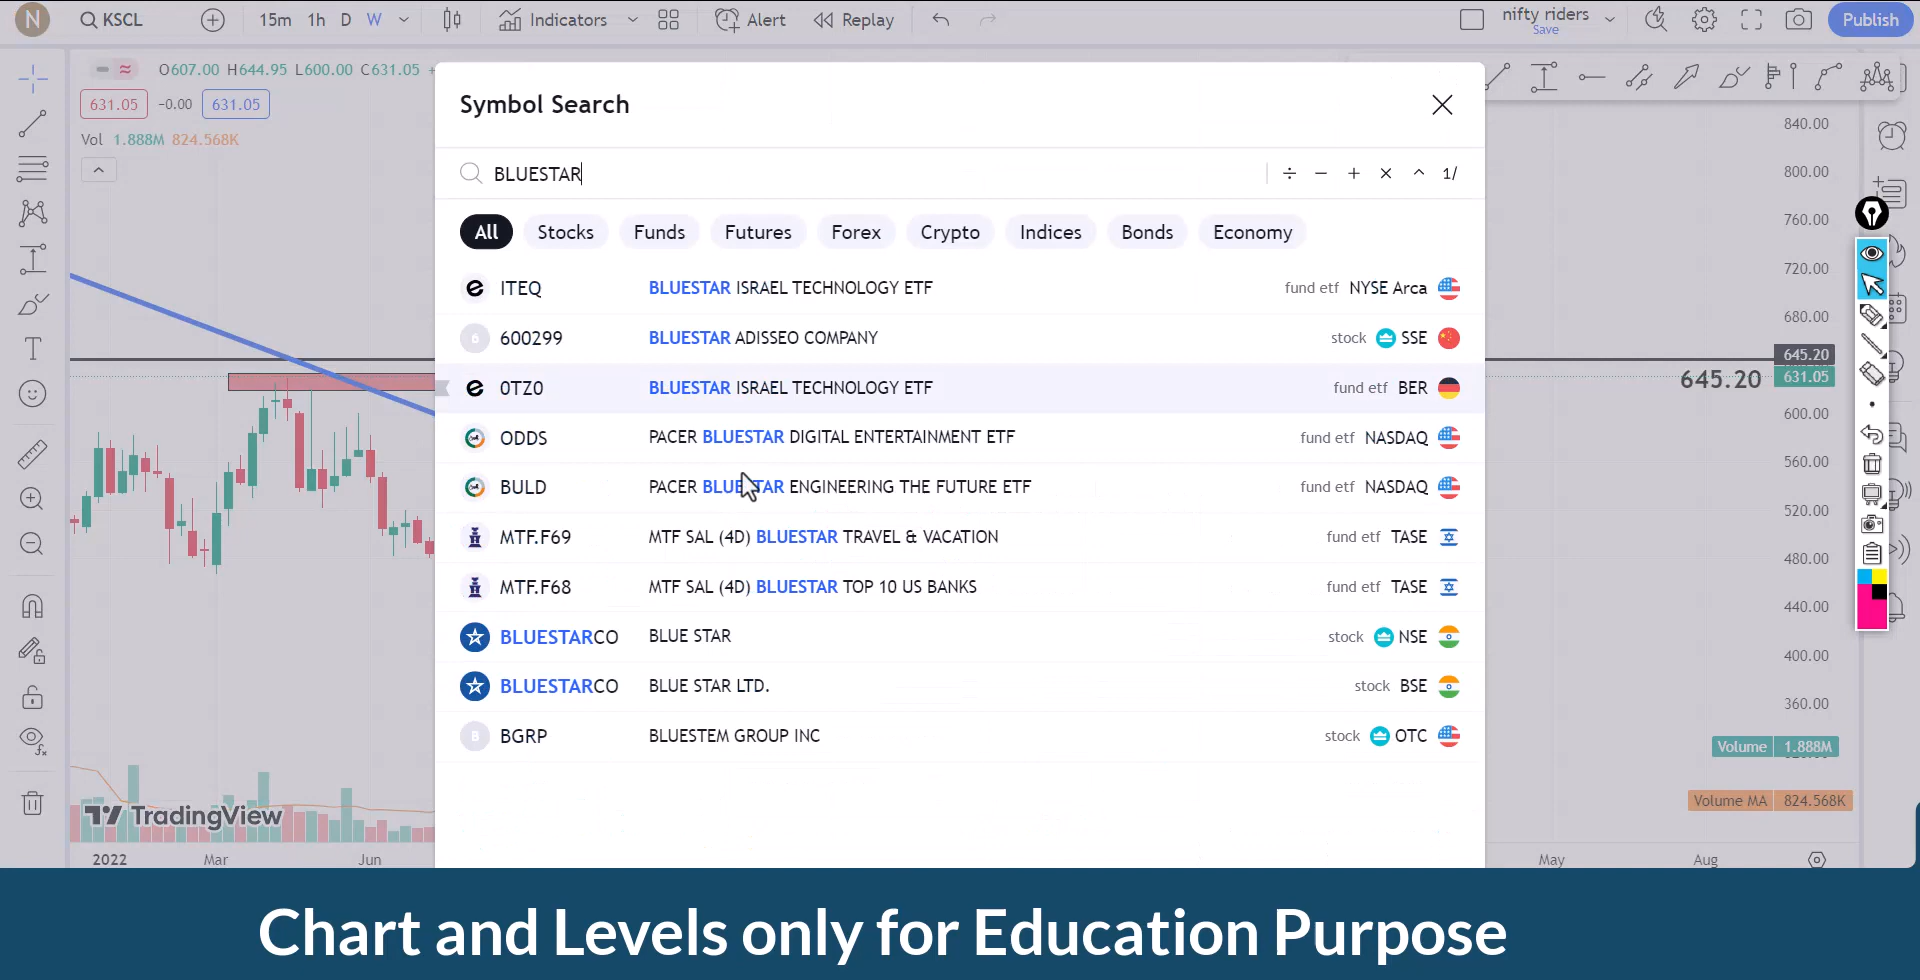 N KSCL 15m 1h D W Indicators Alert Replay nifty riders Save Publish
O607.00 H644.95 L600.00 C631.05
631.05 −0.00 631.05
Vol 1.888M 824.568K
Symbol Search
BLUESTAR ÷ − + × ^ 1/
All Stocks Funds Futures Forex Crypto Indices Bonds Economy
ITEQ BLUESTAR ISRAEL TECHNOLOGY ETF fund etf NYSE Arca
600299 BLUESTAR ADISSEO COMPANY stock SSE
0TZ0 BLUESTAR ISRAEL TECHNOLOGY ETF fund etf BER
ODDS PACER BLUESTAR DIGITAL ENTERTAINMENT ETF fund etf NASDAQ
BULD PACER BLUESTAR ENGINEERING THE FUTURE ETF fund etf NASDAQ
MTF.F69 MTF SAL (4D) BLUESTAR TRAVEL & VACATION fund etf TASE
MTF.F68 MTF SAL (4D) BLUESTAR TOP 10 US BANKS fund etf TASE
BLUESTARCO BLUE STAR stock NSE
BLUESTARCO BLUE STAR LTD. stock BSE
B BGRP BLUESTEM GROUP INC stock OTC
840.00
800.00
760.00
720.00
680.00
645.20
645.20 631.05
600.00
560.00
520.00
480.00
440.00
400.00
360.00
Volume 1.888M
Volume MA 824.568K
TradingView
2022 Mar Jun May Aug
Chart and Levels only for Education Purpose